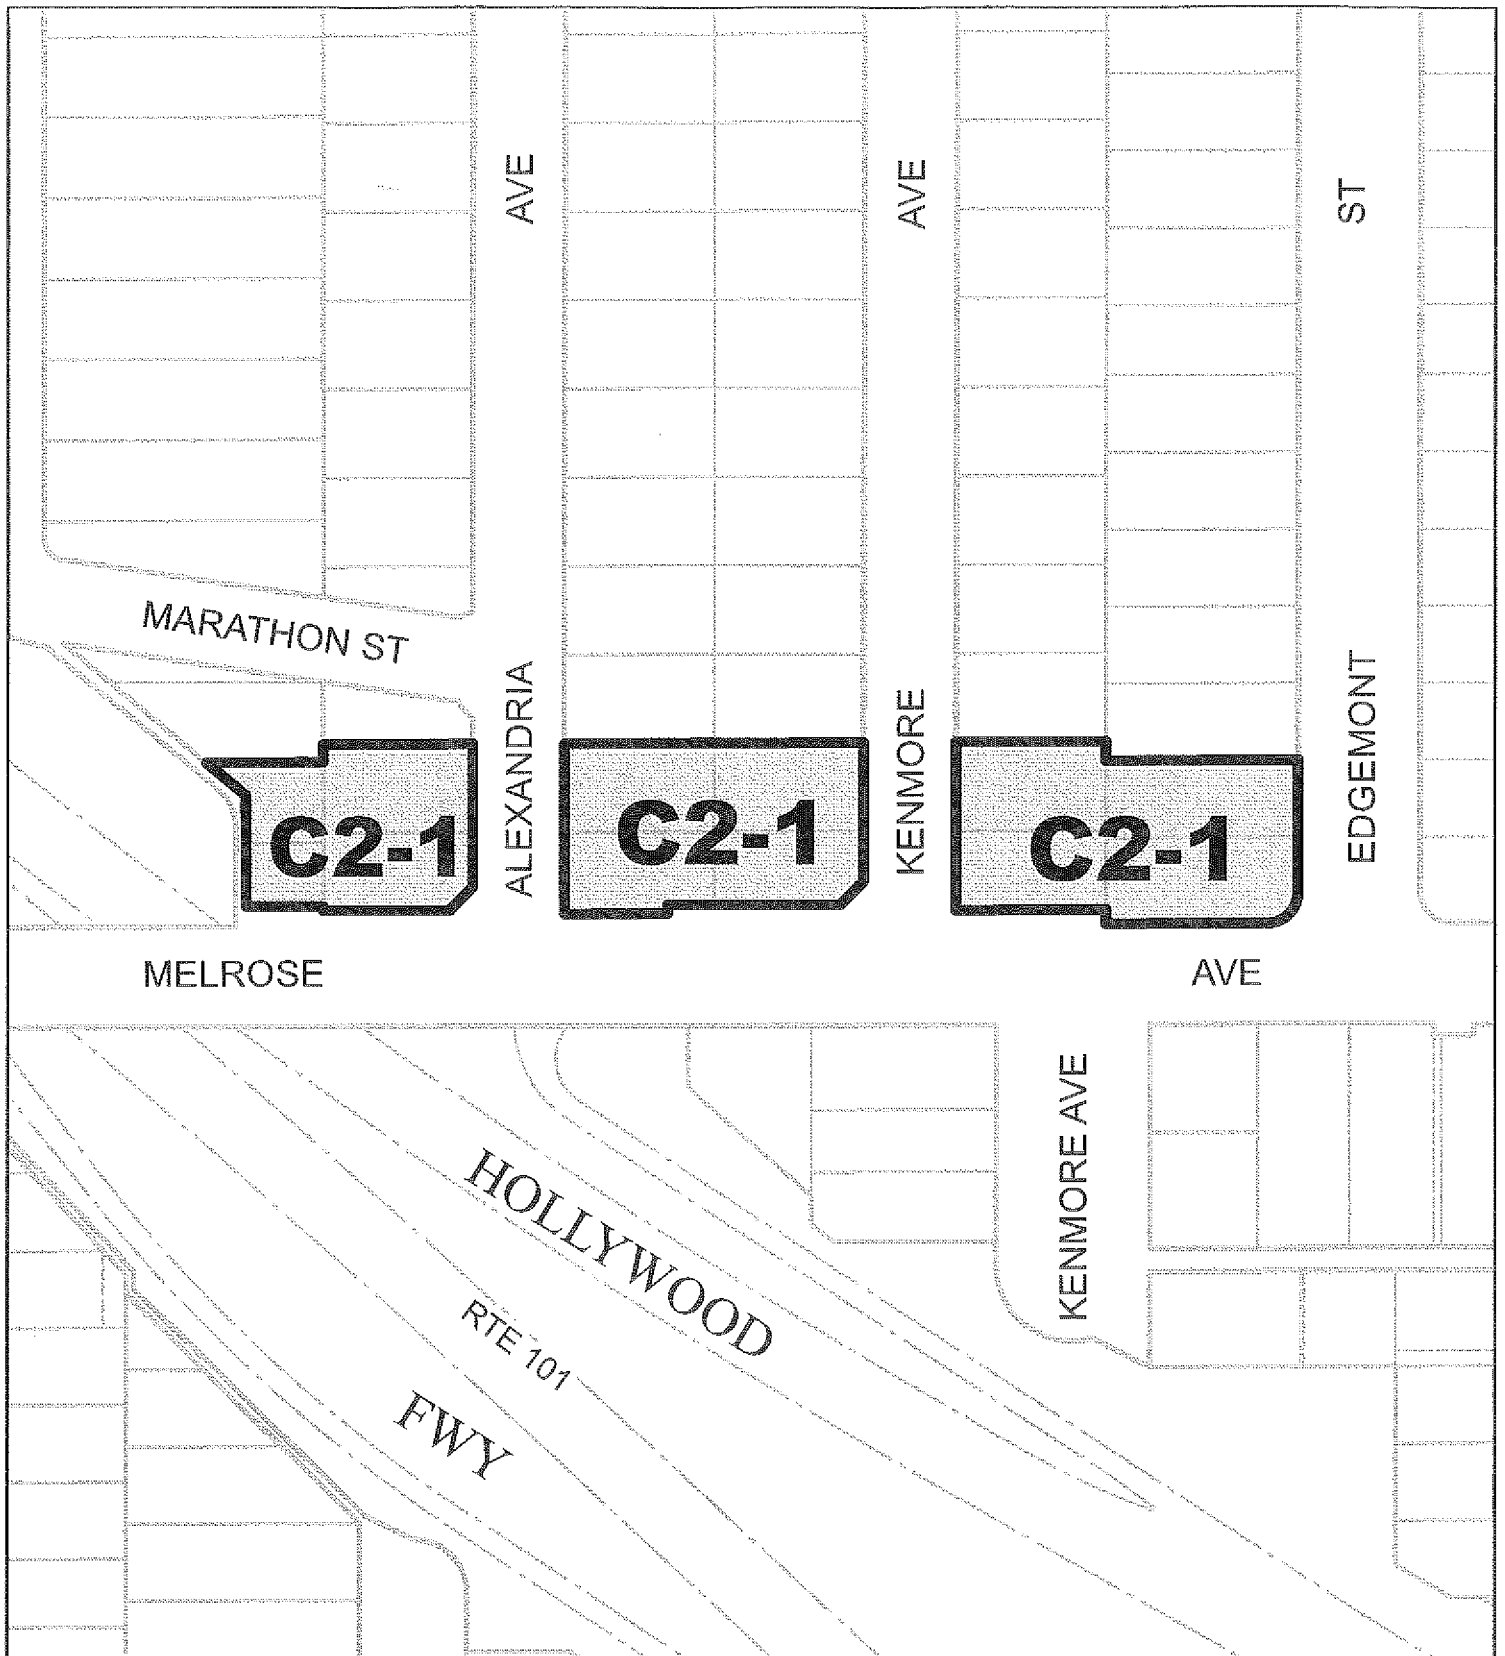 AVE
AVE
ST
MARATHON ST
ALEXANDRIA
KENMORE
EDGEMONT
C2-1
C2-1
C2-1
MELROSE
AVE
KENMORE AVE
HOLLYWOOD
RTE 101
FWY